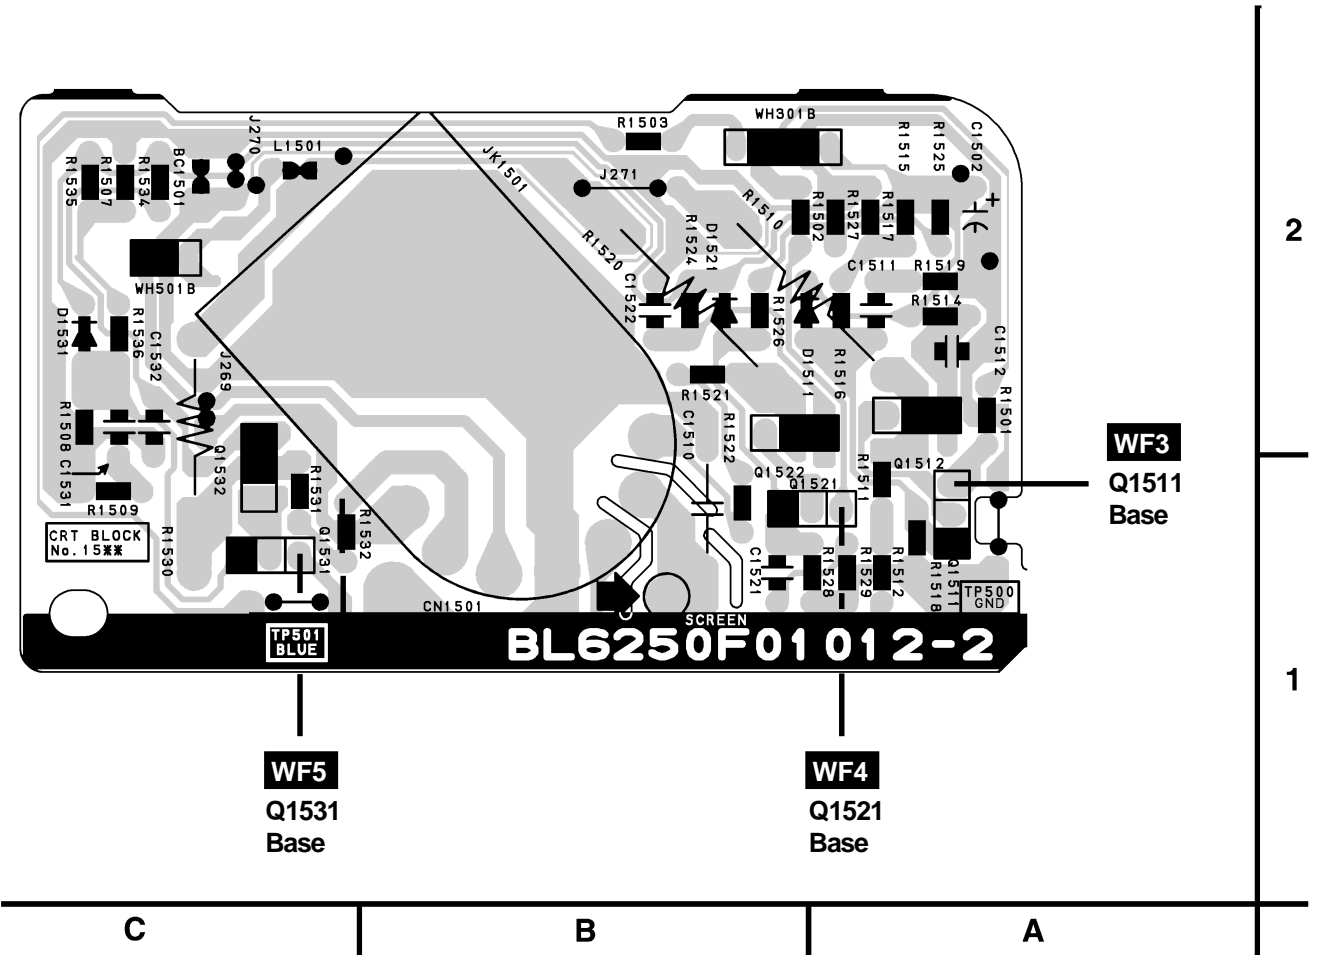 WH301B
R1503
J270
L1501
BC1501
R1535
R1507
R1534
JK1501
J271
R1515
R1525
C1502
+
R1510
R1502
R1527
R1517
R1520
R1524
D1521
C1522
C1511
R1519
R1514
WH501B
2
D1531
R1536
C1532
J269
R1526
D1511
R1516
C1512
R1521
R1501
R1508
C1531
Q1532
C1510
R1522
Q1522
Q1521
R1511
Q1512
WF3
Q1511
Base
R1509
R1531
R1532
Q1531
R1530
CRT BLOCK
No.15**
C1521
R1528
R1529
R1512
R1518
Q1511
TP500
GND
CN1501
SCREEN
TP501
BLUE
BL6250F01012-2
1
WF5
Q1531
Base
WF4
Q1521
Base
C
B
A